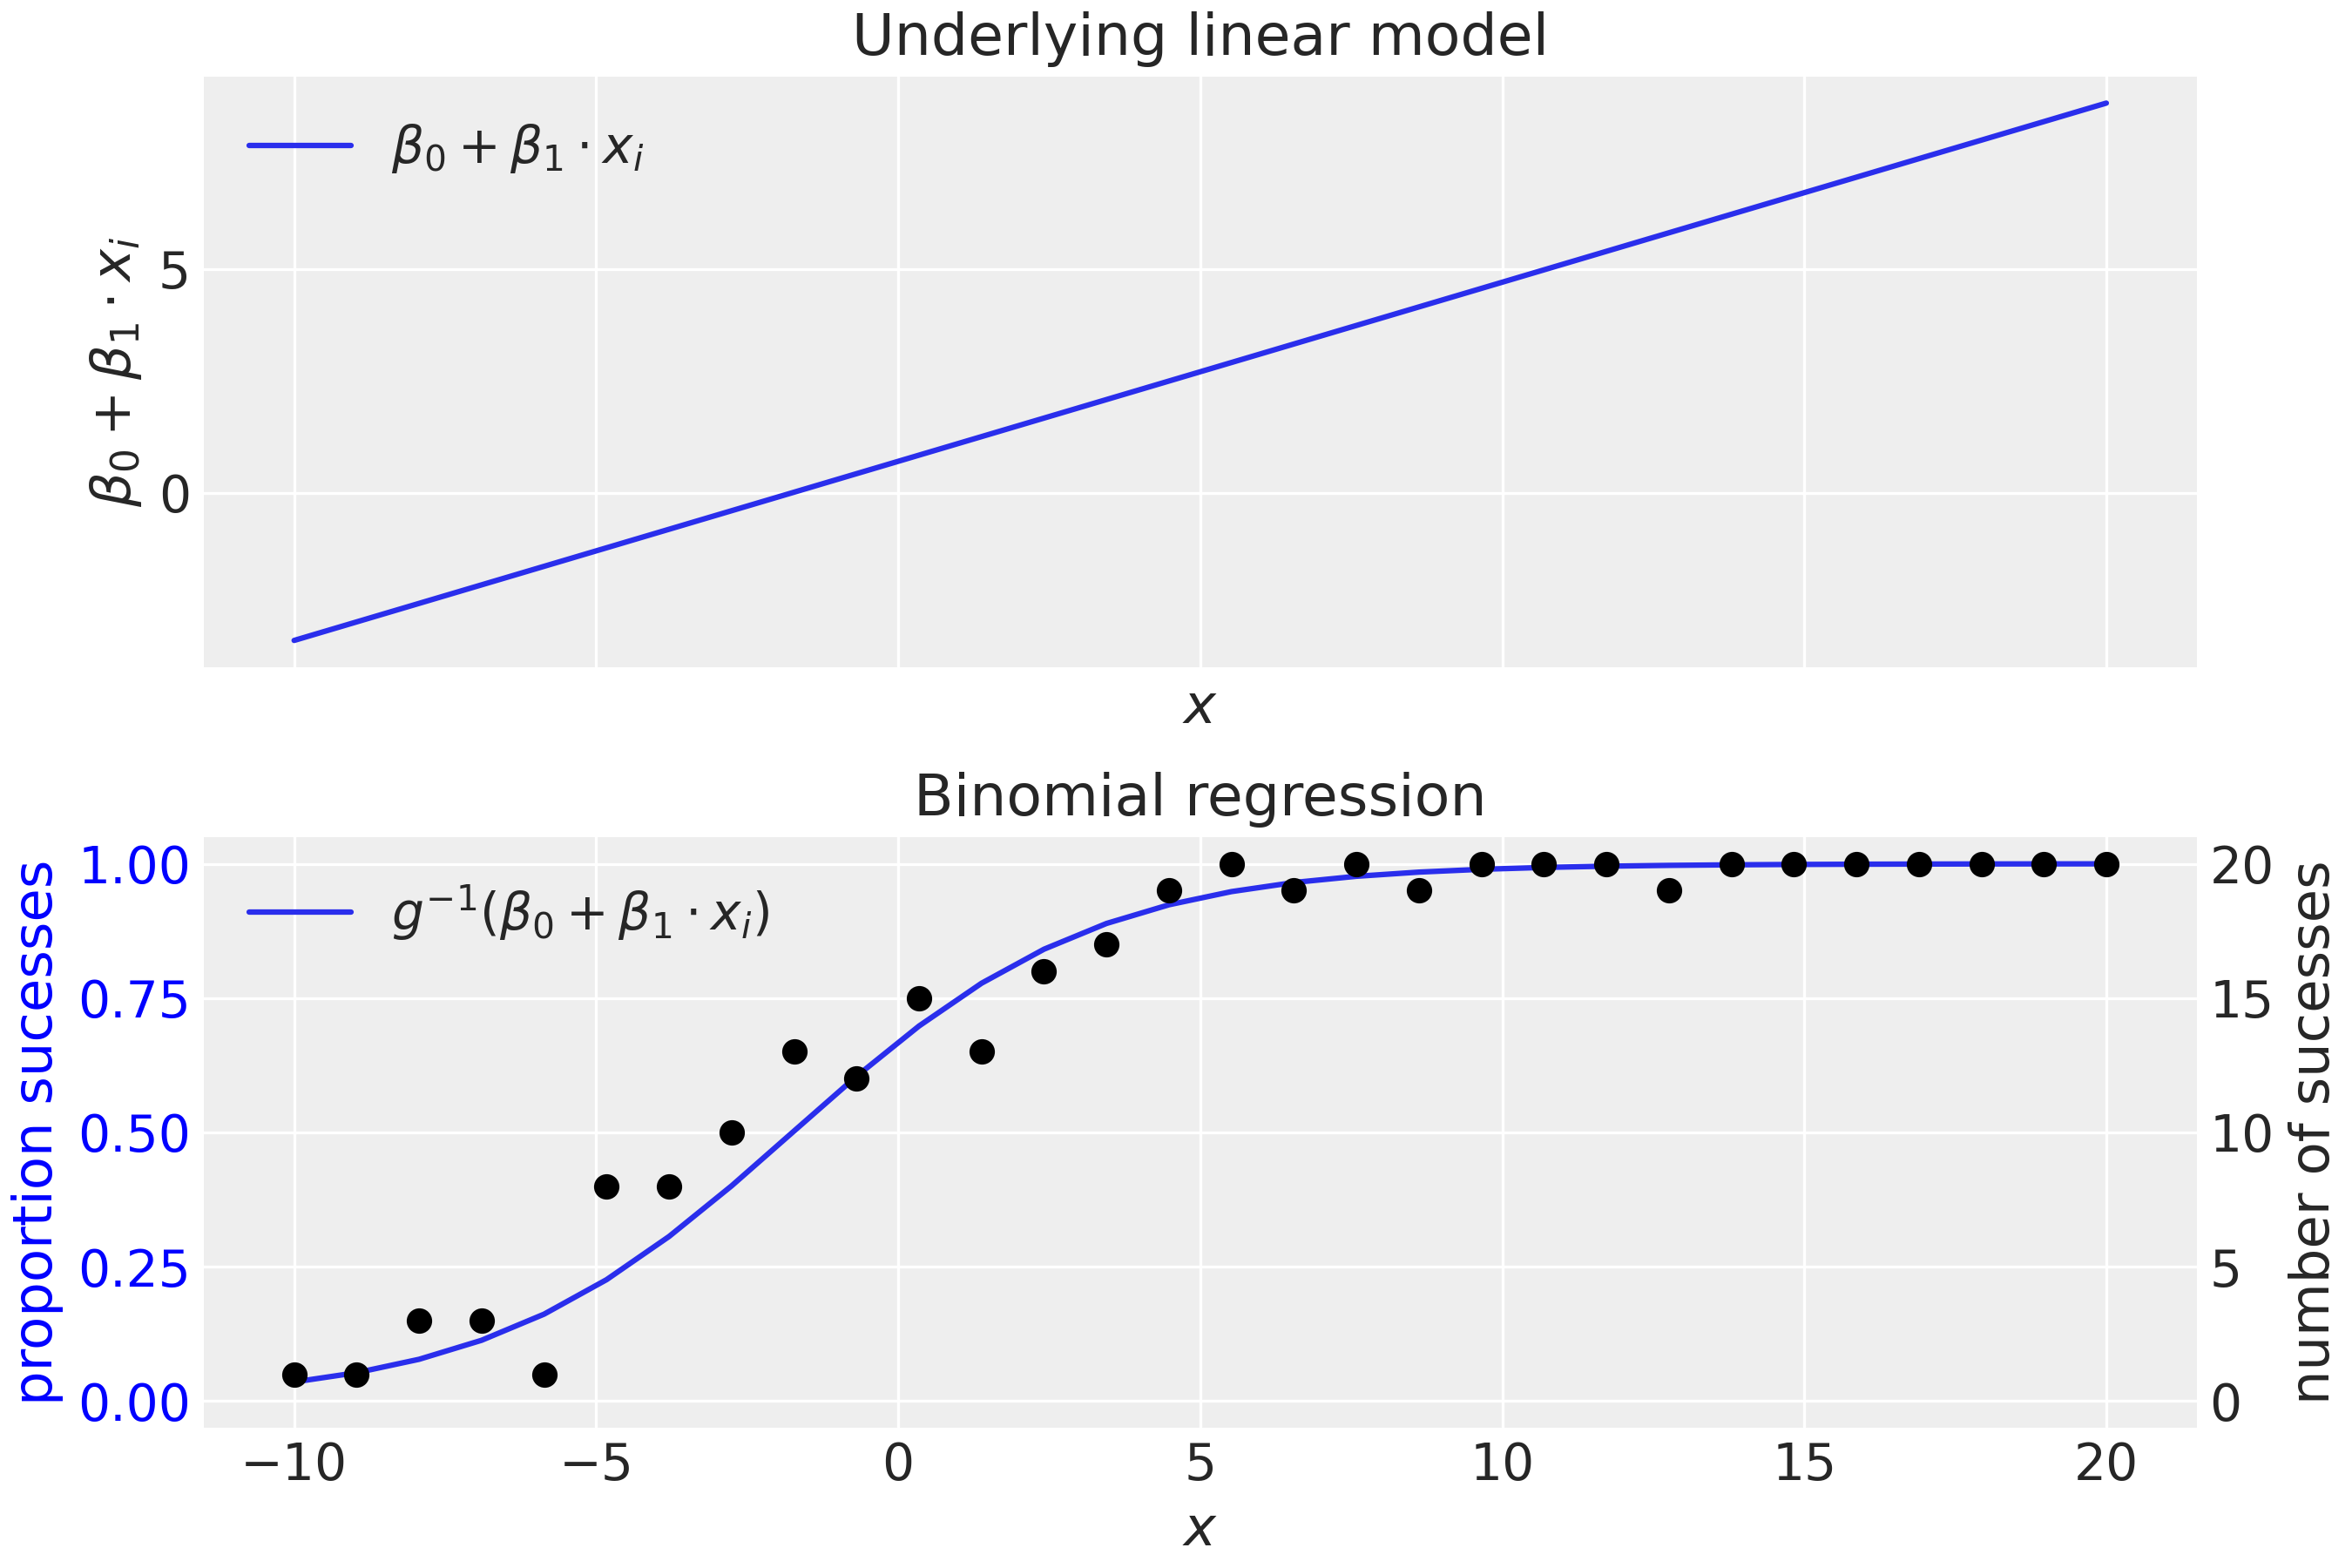 Underlying linear model
β₀ + β₁ · xᵢ
β₀ + β₁ · xᵢ
5
0
x
Binomial regression
g⁻¹(β₀ + β₁ · xᵢ)
proportion successes
1.00
0.75
0.50
0.25
0.00
20
15
10
5
0
number of successes
−10 −5 0 5 10 15 20
x